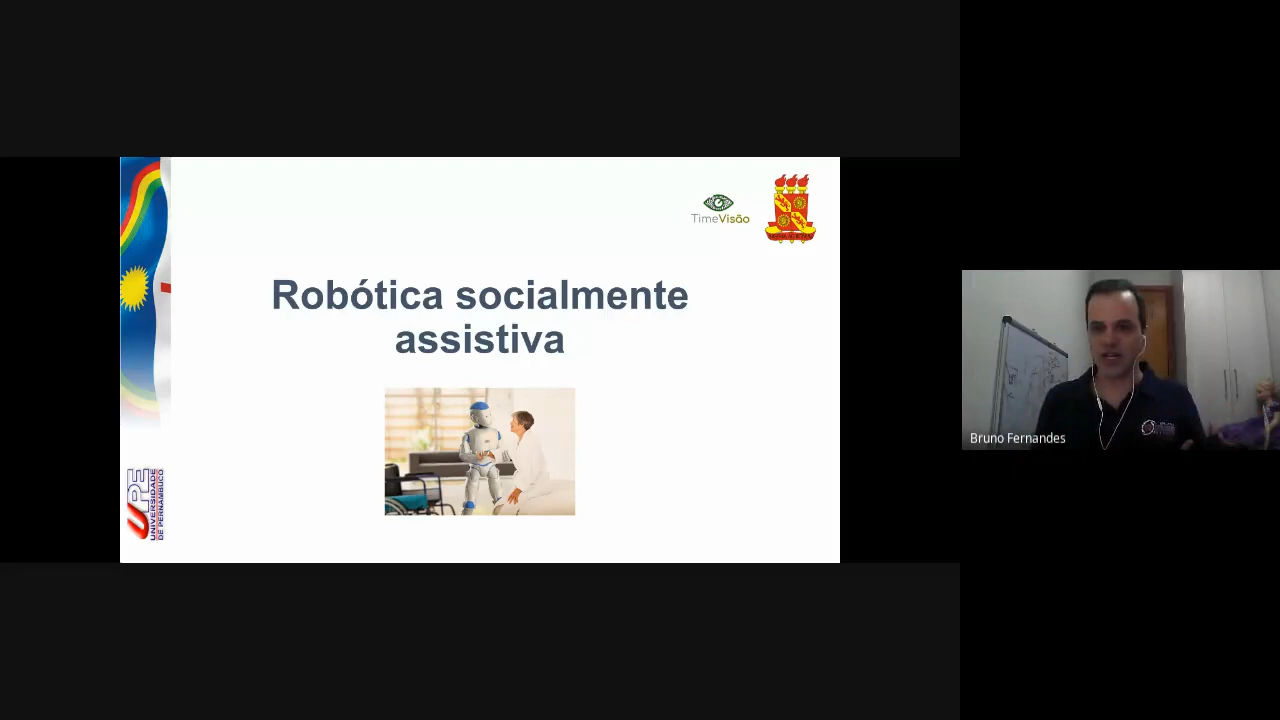 TimeVisão
Robótica socialmente
assistiva
UPE
UNIVERSIDADE
DE PERNAMBUCO
Bruno Fernandes